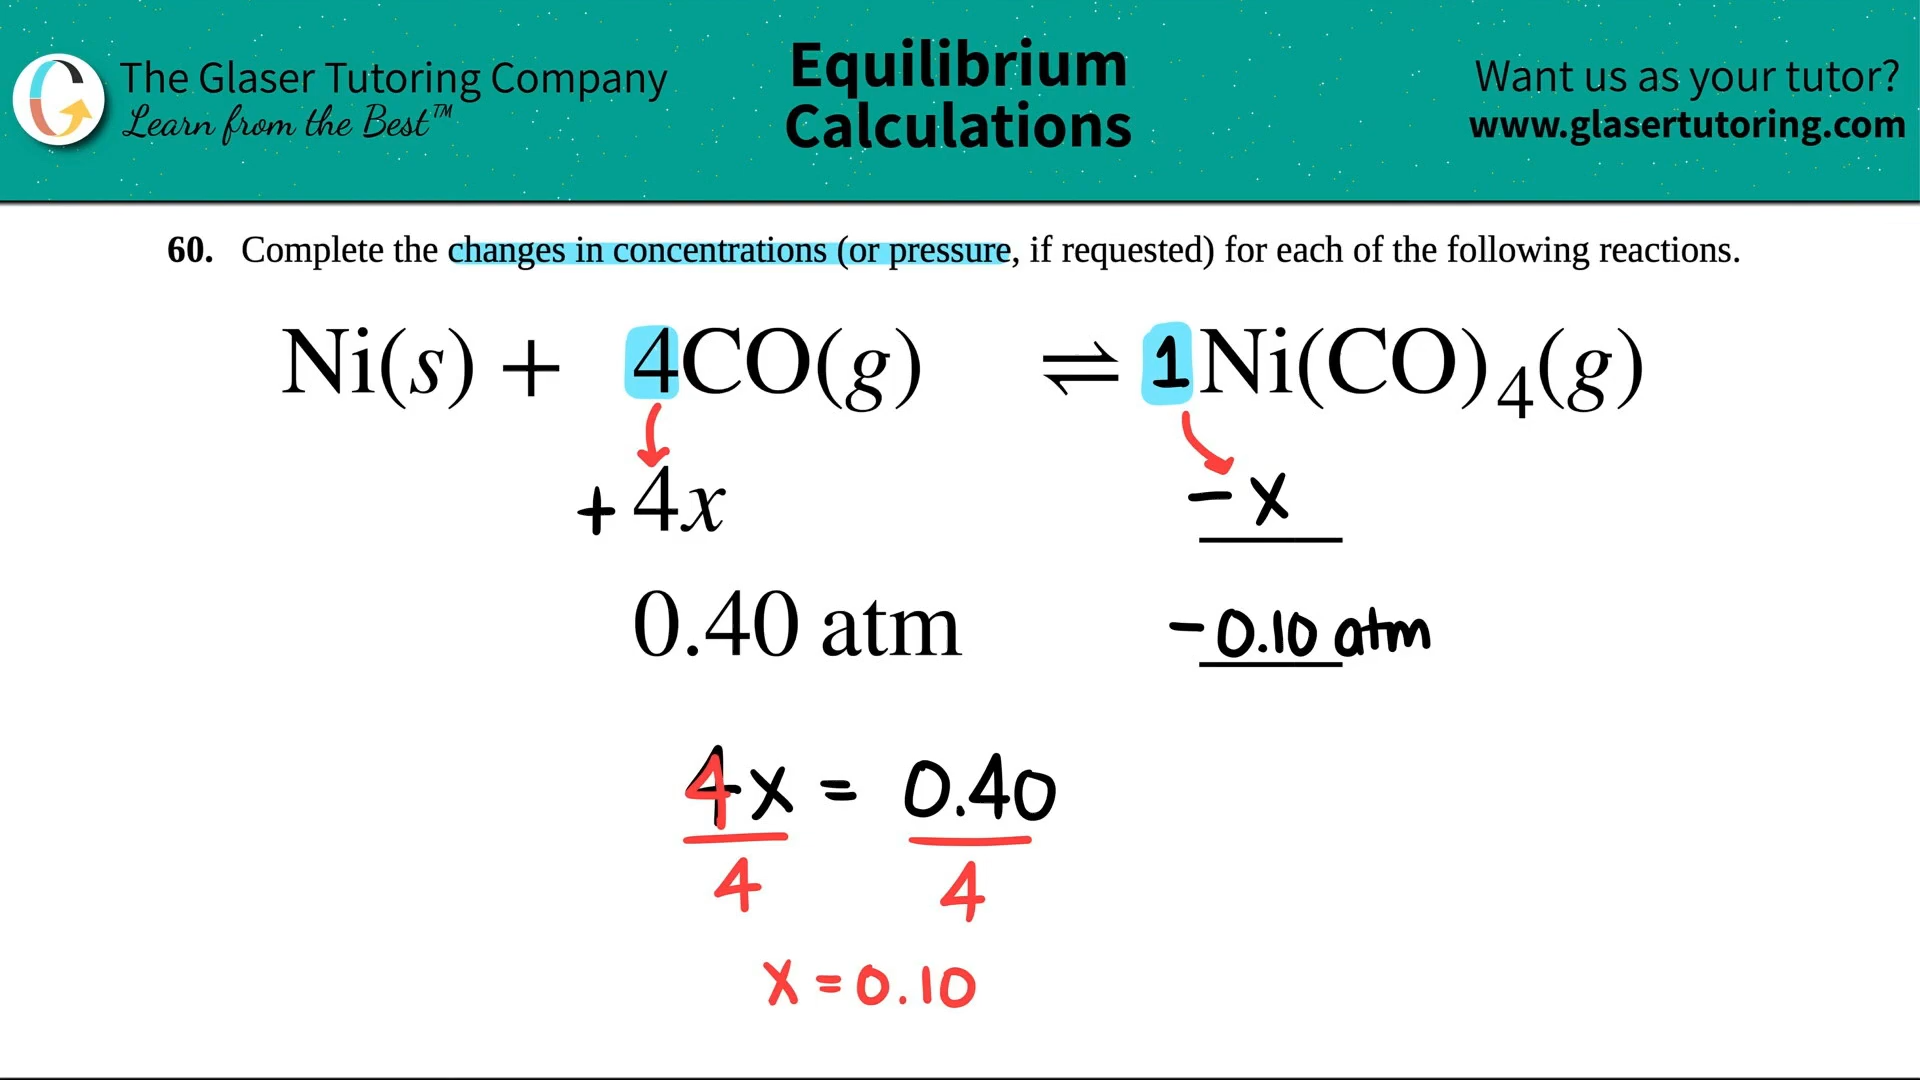 The Glaser Tutoring Company
Learn from the Best™
Equilibrium
Calculations
Want us as your tutor?
www.glasertutoring.com
60. Complete the changes in concentrations (or pressure, if requested) for each of the following reactions.
Ni(s) + 4CO(g) ⇌ 1Ni(CO)₄(g)
+4x -x
0.40 atm -0.10 atm
4x = 0.40
4 4
x = 0.10